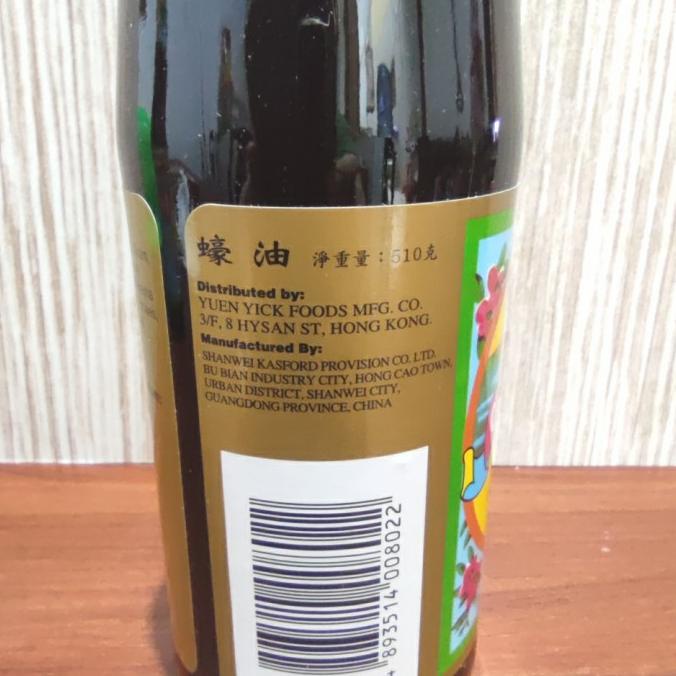 蠔油 淨重量：510克
Distributed by:
YUEN YICK FOODS MFG. CO.
3/F, 8 HYSAN ST, HONG KONG.
Manufactured By:
SHANWEI KASFORD PROVISION CO. LTD.
BU BIAN INDUSTRY CITY, HONG CAO TOWN,
URBAN DISTRICT, SHANWEI CITY,
GUANGDONG PROVINCE, CHINA
4 893514 008022